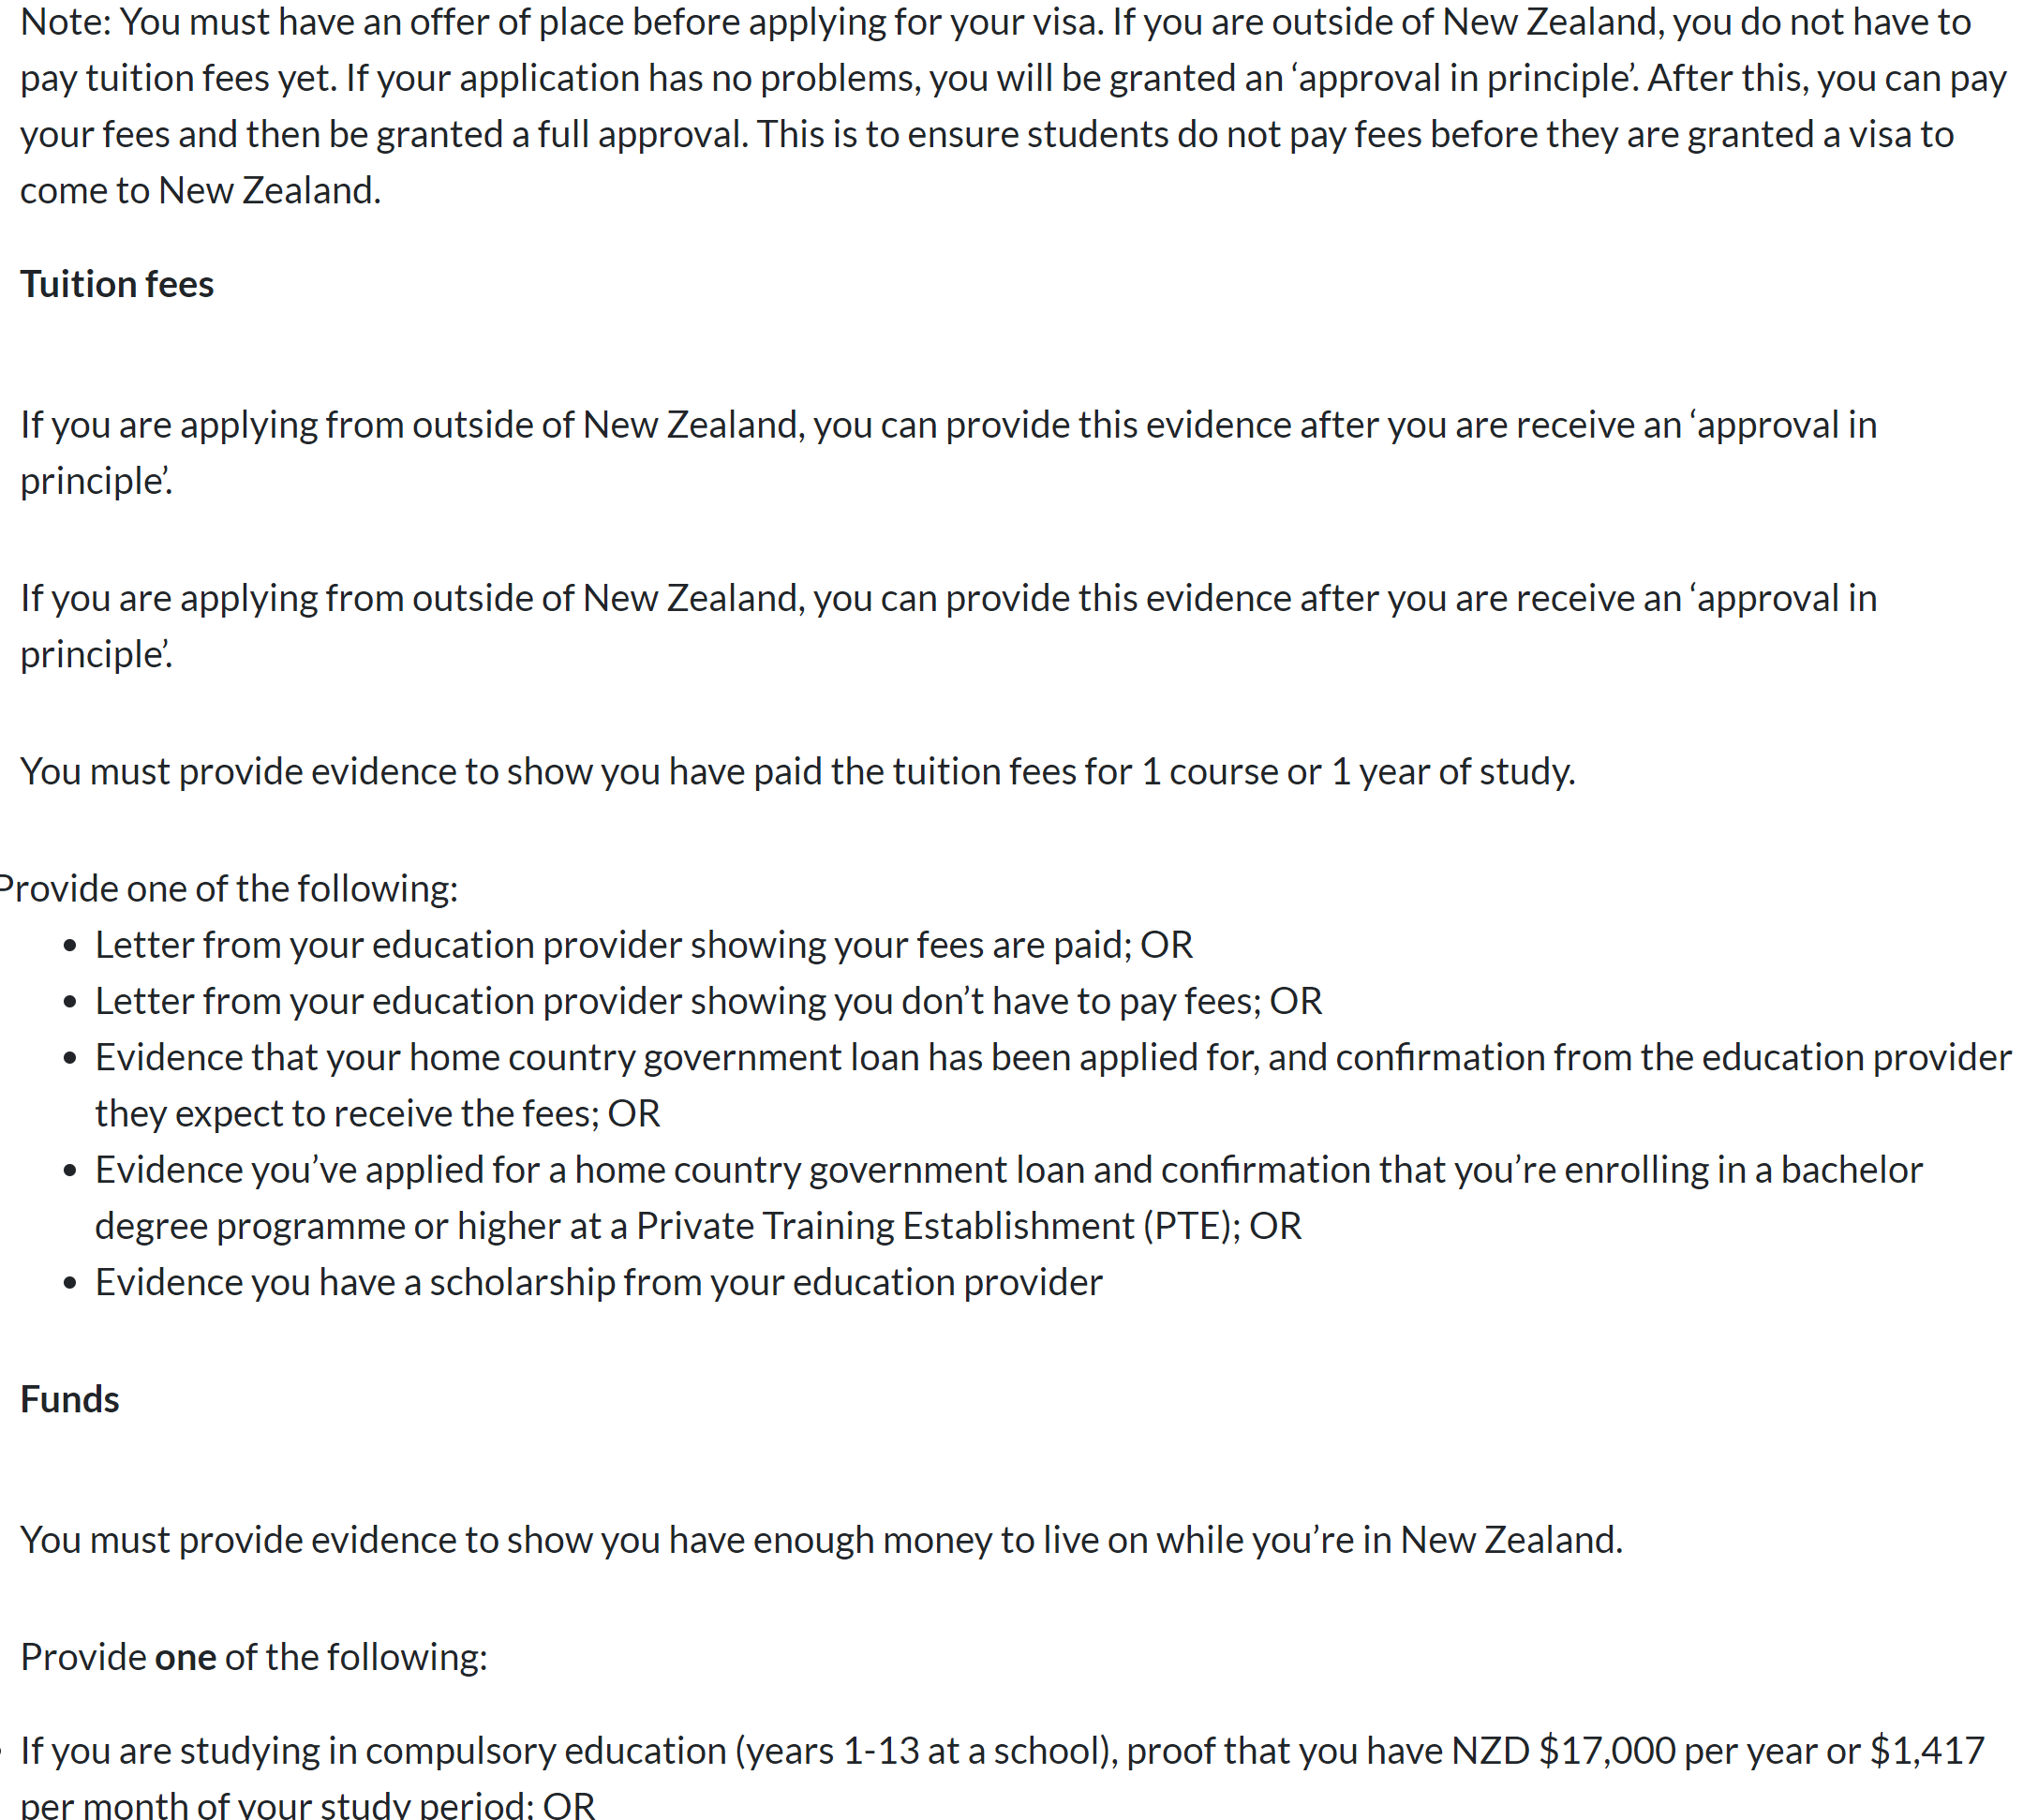 Note: You must have an offer of place before applying for your visa. If you are outside of New Zealand, you do not have to
pay tuition fees yet. If your application has no problems, you will be granted an ‘approval in principle’. After this, you can pay
your fees and then be granted a full approval. This is to ensure students do not pay fees before they are granted a visa to
come to New Zealand.
Tuition fees
If you are applying from outside of New Zealand, you can provide this evidence after you are receive an ‘approval in
principle’.
If you are applying from outside of New Zealand, you can provide this evidence after you are receive an ‘approval in
principle’.
You must provide evidence to show you have paid the tuition fees for 1 course or 1 year of study.
Provide one of the following:
• Letter from your education provider showing your fees are paid; OR
• Letter from your education provider showing you don’t have to pay fees; OR
• Evidence that your home country government loan has been applied for, and confirmation from the education provider
they expect to receive the fees; OR
• Evidence you’ve applied for a home country government loan and confirmation that you’re enrolling in a bachelor
degree programme or higher at a Private Training Establishment (PTE); OR
• Evidence you have a scholarship from your education provider
Funds
You must provide evidence to show you have enough money to live on while you’re in New Zealand.
Provide one of the following:
• If you are studying in compulsory education (years 1-13 at a school), proof that you have NZD $17,000 per year or $1,417
per month of your study period; OR